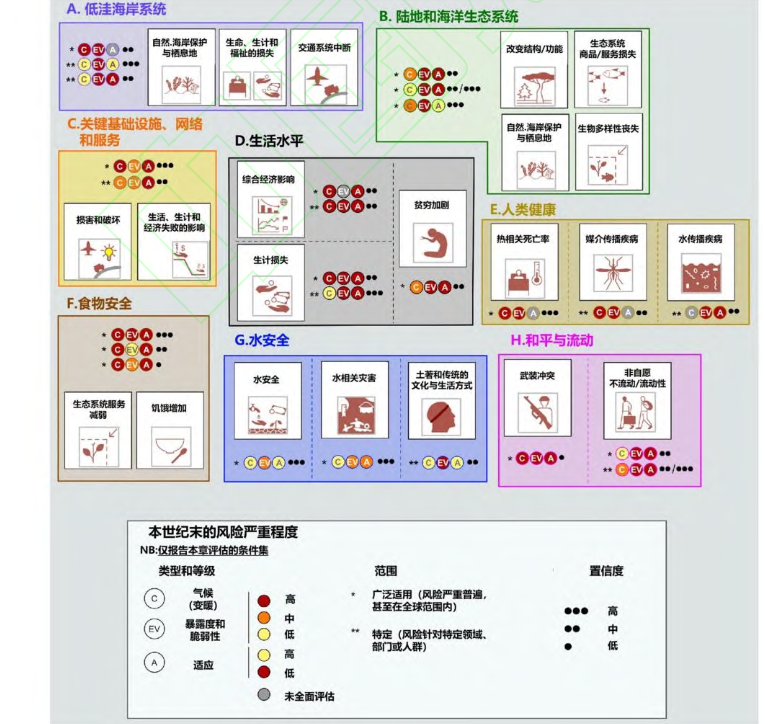 A. 低洼海岸系统
* C EV A
** C EV A
** C EV A
自然.海岸保护
与栖息地
生命、生计和
福祉的损失
交通系统中断
B. 陆地和海洋生态系统
* C EV A
* C EV A /
* C EV A
改变结构/功能
生态系统
商品/服务损失
自然.海岸保护
与栖息地
生物多样性丧失
C.关键基础设施、网络
和服务
* C EV A
** C EV A
损害和破坏
生活、生计和
经济失败的影响
D.生活水平
综合经济影响
* C EV A
** C EV A
生计损失
* C EV A
** C EV A
贫穷加剧
* C EV A
E.人类健康
热相关死亡率
* C EV A
媒介传播疾病
** C EV A
水传播疾病
** C EV A
F.食物安全
* C EV A
* C EV A
* C EV A
生态系统服务
减弱
饥饿增加
G.水安全
水安全
* C EV A
水相关灾害
* C EV A
土著和传统的
文化与生活方式
** C EV A
H.和平与流动
武装冲突
* C EV A
非自愿
不流动/流动性
* C EV A
** C EV A /
本世纪末的风险严重程度
NB:仅报告本章评估的条件集
类型和等级
C 气候
(变暖)
EV 暴露度和
脆弱性
A 适应
高
中
低
高
低
未全面评估
范围
* 广泛适用（风险严重普遍，
甚至在全球范围内）
** 特定（风险针对特定领域、
部门或人群）
置信度
高
中
低